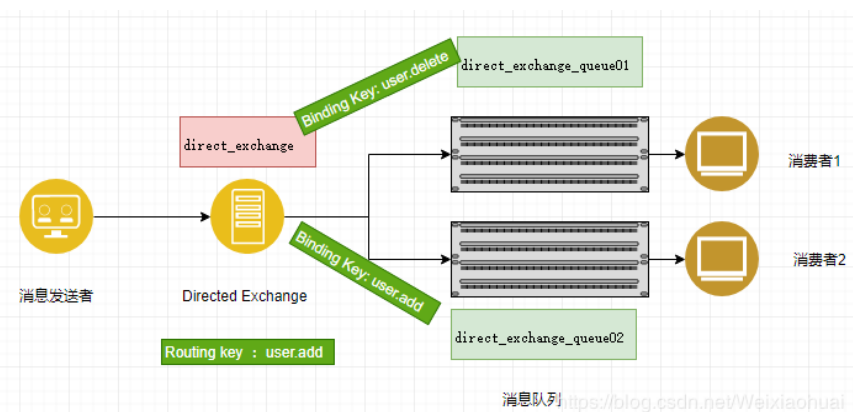 direct_exchange_queue01
Binding Key: user.delete
direct_exchange
消费者1
消费者2
Binding Key: user.add
消息发送者
Directed Exchange
direct_exchange_queue02
Routing key ：user.add
消息队列
https://blog.csdn.net/Weixiaohuai